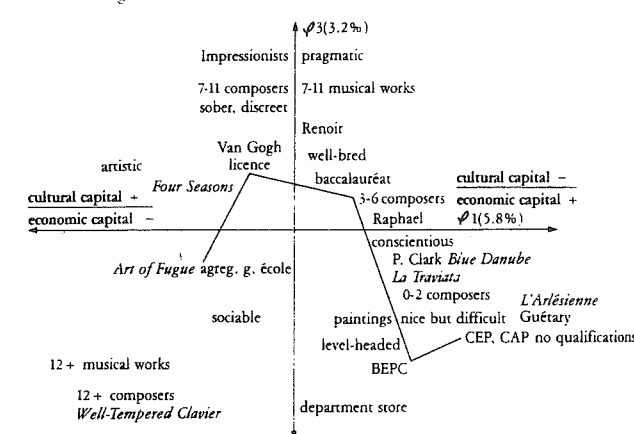 φ3(3.2%)
Impressionists pragmatic
7-11 composers 7-11 musical works
sober, discreet
Renoir
Van Gogh
well-bred
licence
artistic
baccalauréat
cultural capital −
Four Seasons
cultural capital +
3-6 composers
economic capital +
economic capital −
Raphael
φ1(5.8%)
conscientious
P. Clark Blue Danube
Art of Fugue agreg. g. école
La Traviata
0-2 composers
L'Arlésienne
sociable
paintings nice but difficult
Guétary
level-headed
CEP, CAP no qualifications
BEPC
12+ musical works
12+ composers
Well-Tempered Clavier
department store